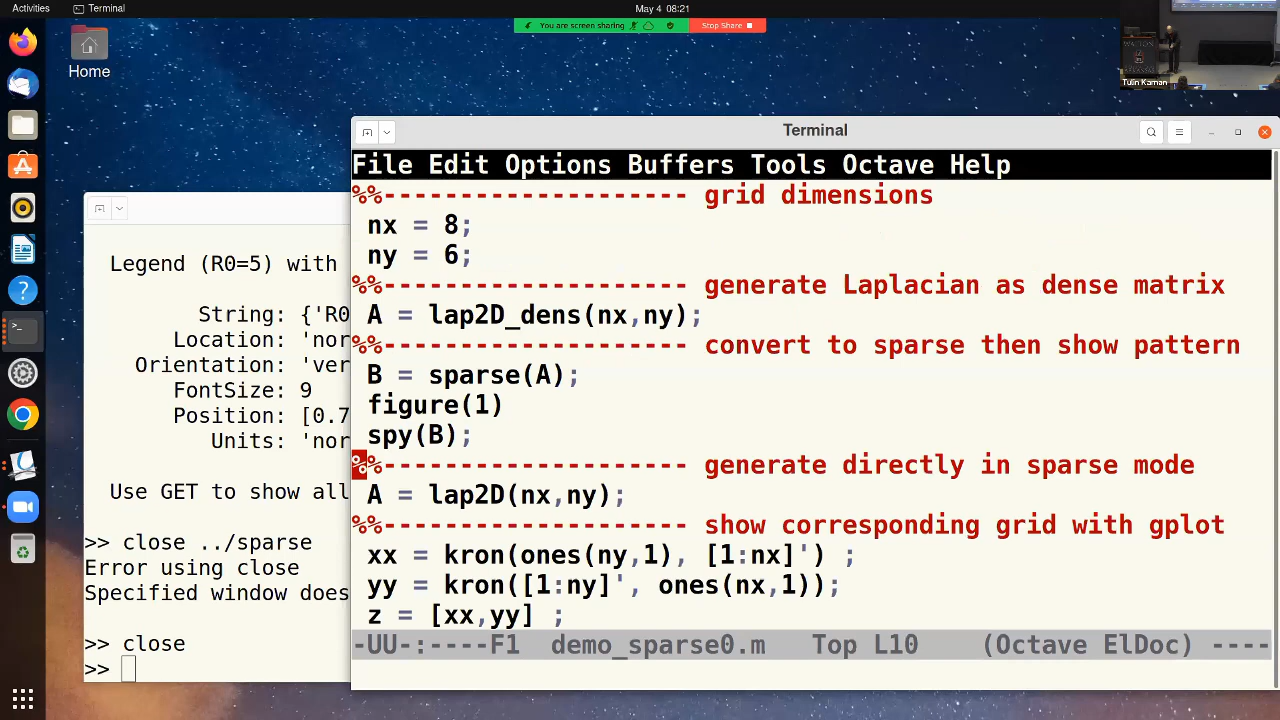 Activities
Terminal
May 4 08:21
You are screen sharing
Stop Share
Home
WALTON
Tulin Kaman
Terminal
File Edit Options Buffers Tools Octave Help
%%-------------------- grid dimensions
nx = 8;
ny = 6;
%%-------------------- generate Laplacian as dense matrix
A = lap2D_dens(nx,ny);
%%-------------------- convert to sparse then show pattern
B = sparse(A);
figure(1)
spy(B);
%%-------------------- generate directly in sparse mode
A = lap2D(nx,ny);
%%-------------------- show corresponding grid with gplot
xx = kron(ones(ny,1), [1:nx]') ;
yy = kron([1:ny]', ones(nx,1));
z = [xx,yy] ;
-UU-:----F1 demo_sparse0.m Top L10 (Octave ElDoc) ----
Legend (R0=5) with
String: {'R0
Location: 'nor
Orientation: 'ver
FontSize: 9
Position: [0.7
Units: 'nor
Use GET to show all
>> close ../sparse
Error using close
Specified window does
>> close
>>